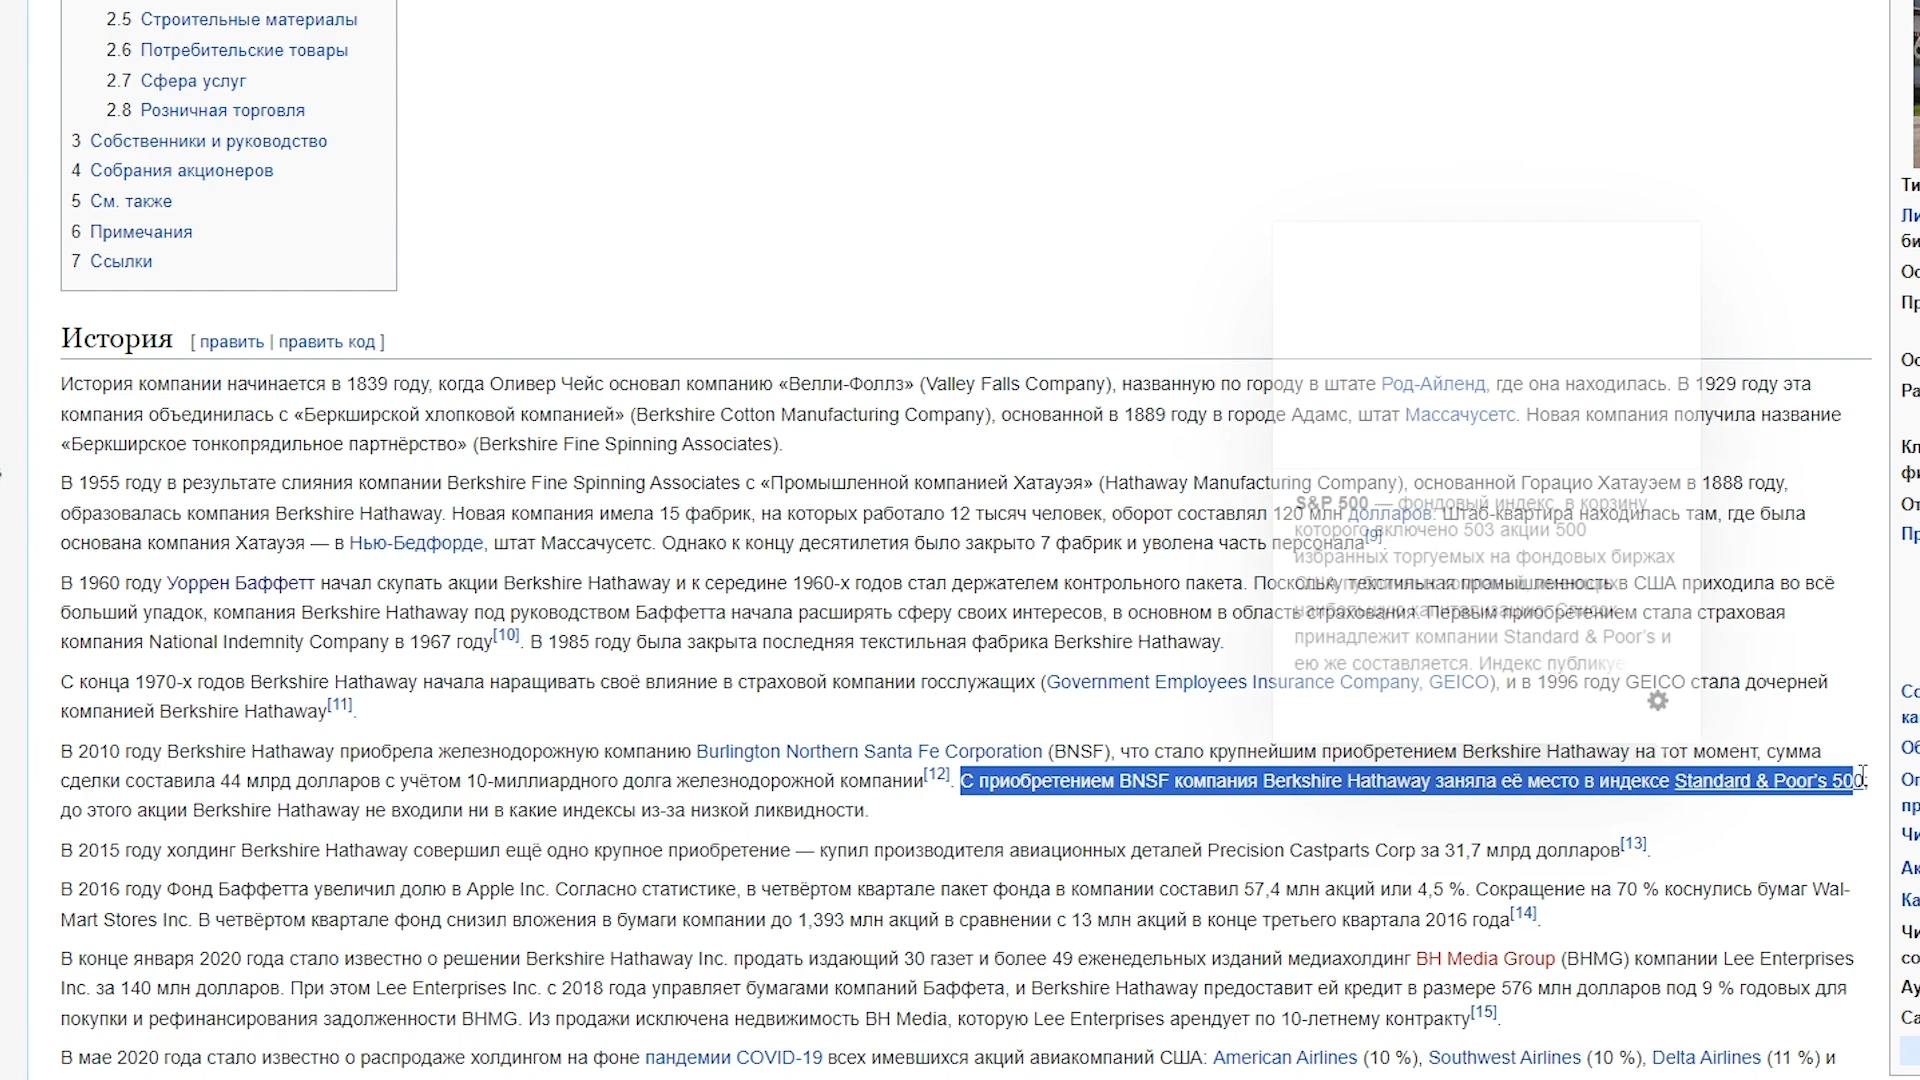 2.5 Строительные материалы
2.6 Потребительские товары
2.7 Сфера услуг
2.8 Розничная торговля
3 Собственники и руководство
4 Собрания акционеров
5 См. также
6 Примечания
7 Ссылки
История [ править | править код ]
История компании начинается в 1839 году, когда Оливер Чейс основал компанию «Велли-Фоллз» (Valley Falls Company), названную по городу в штате Род-Айленд, где она находилась. В 1929 году эта
компания объединилась с «Беркширской хлопковой компанией» (Berkshire Cotton Manufacturing Company), основанной в 1889 году в городе Адамс, штат Массачусетс. Новая компания получила название
«Беркширское тонкопрядильное партнёрство» (Berkshire Fine Spinning Associates).
В 1955 году в результате слияния компании Berkshire Fine Spinning Associates с «Промышленной компанией Хатауэя» (Hathaway Manufacturing Company), основанной Горацио Хатауэем в 1888 году,
образовалась компания Berkshire Hathaway. Новая компания имела 15 фабрик, на которых работало 12 тысяч человек, оборот составлял 120 млн долларов. Штаб-квартира находилась там, где была
основана компания Хатауэя — в Нью-Бедфорде, штат Массачусетс. Однако к концу десятилетия было закрыто 7 фабрик и уволена часть персонала[9].
В 1960 году Уоррен Баффетт начал скупать акции Berkshire Hathaway и к середине 1960-х годов стал держателем контрольного пакета. Поскольку текстильная промышленность в США приходила во всё
больший упадок, компания Berkshire Hathaway под руководством Баффетта начала расширять сферу своих интересов, в основном в область страхования. Первым приобретением стала страховая
компания National Indemnity Company в 1967 году[10]. В 1985 году была закрыта последняя текстильная фабрика Berkshire Hathaway.
С конца 1970-х годов Berkshire Hathaway начала наращивать своё влияние в страховой компании госслужащих (Government Employees Insurance Company, GEICO), и в 1996 году GEICO стала дочерней
компанией Berkshire Hathaway[11].
В 2010 году Berkshire Hathaway приобрела железнодорожную компанию Burlington Northern Santa Fe Corporation (BNSF), что стало крупнейшим приобретением Berkshire Hathaway на тот момент, сумма
сделки составила 44 млрд долларов с учётом 10-миллиардного долга железнодорожной компании[12]. С приобретением BNSF компания Berkshire Hathaway заняла её место в индексе Standard & Poor's 500,
до этого акции Berkshire Hathaway не входили ни в какие индексы из-за низкой ликвидности.
В 2015 году холдинг Berkshire Hathaway совершил ещё одно крупное приобретение — купил производителя авиационных деталей Precision Castparts Corp за 31,7 млрд долларов[13].
В 2016 году Фонд Баффетта увеличил долю в Apple Inc. Согласно статистике, в четвёртом квартале пакет фонда в компании составил 57,4 млн акций или 4,5 %. Сокращение на 70 % коснулись бумаг Wal-
Mart Stores Inc. В четвёртом квартале фонд снизил вложения в бумаги компании до 1,393 млн акций в сравнении с 13 млн акций в конце третьего квартала 2016 года[14].
В конце января 2020 года стало известно о решении Berkshire Hathaway Inc. продать издающий 30 газет и более 49 еженедельных изданий медиахолдинг BH Media Group (BHMG) компании Lee Enterprises
Inc. за 140 млн долларов. При этом Lee Enterprises Inc. с 2018 года управляет бумагами компаний Баффета, и Berkshire Hathaway предоставит ей кредит в размере 576 млн долларов под 9 % годовых для
покупки и рефинансирования задолженности BHMG. Из продажи исключена недвижимость BH Media, которую Lee Enterprises арендует по 10-летнему контракту[15].
В мае 2020 года стало известно о распродаже холдингом на фоне пандемии COVID-19 всех имевшихся акций авиакомпаний США: American Airlines (10 %), Southwest Airlines (10 %), Delta Airlines (11 %) и
S&P 500 — фондовый индекс, в корзину
которого включено 503 акции 500
избранных торгуемых на фондовых биржах
принадлежит компании Standard & Poor's и
ею же составляется. Индекс публикуе